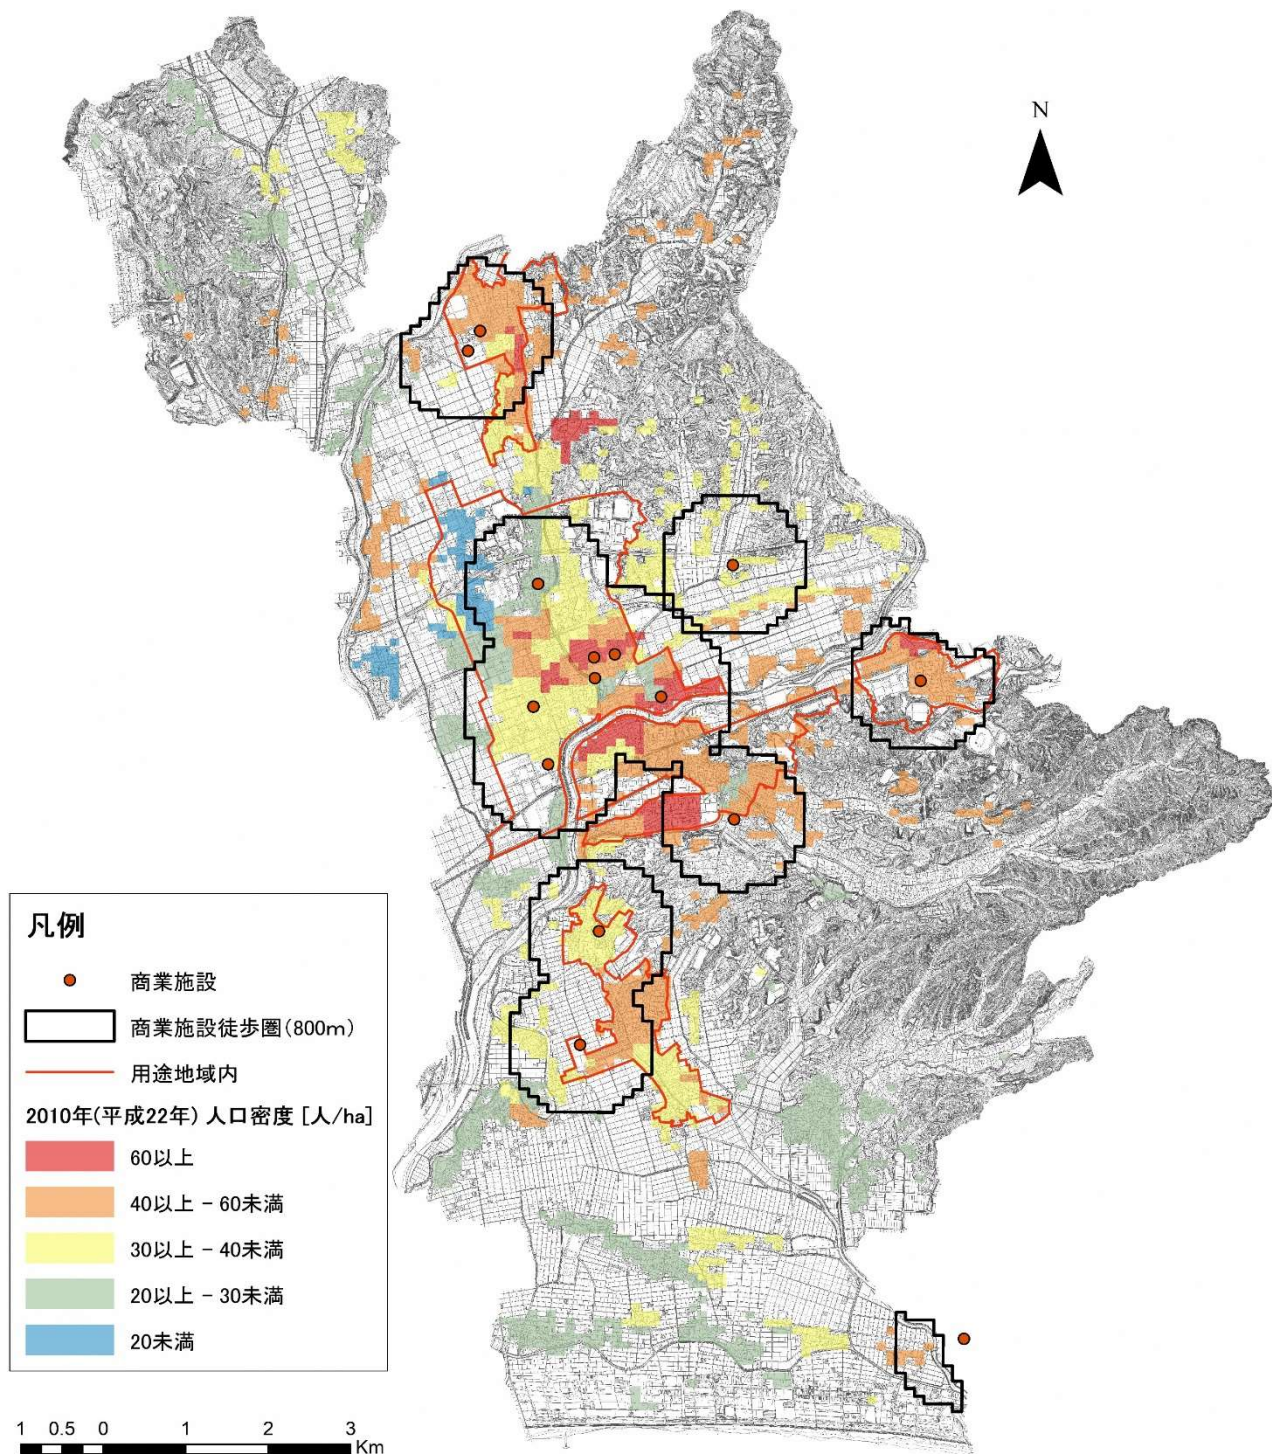 N
凡例
商業施設
商業施設徒歩圏(800m)
用途地域内
2010年(平成22年) 人口密度 [人/ha]
60以上
40以上 - 60未満
30以上 - 40未満
20以上 - 30未満
20未満
1 0.5 0 1 2 3
Km